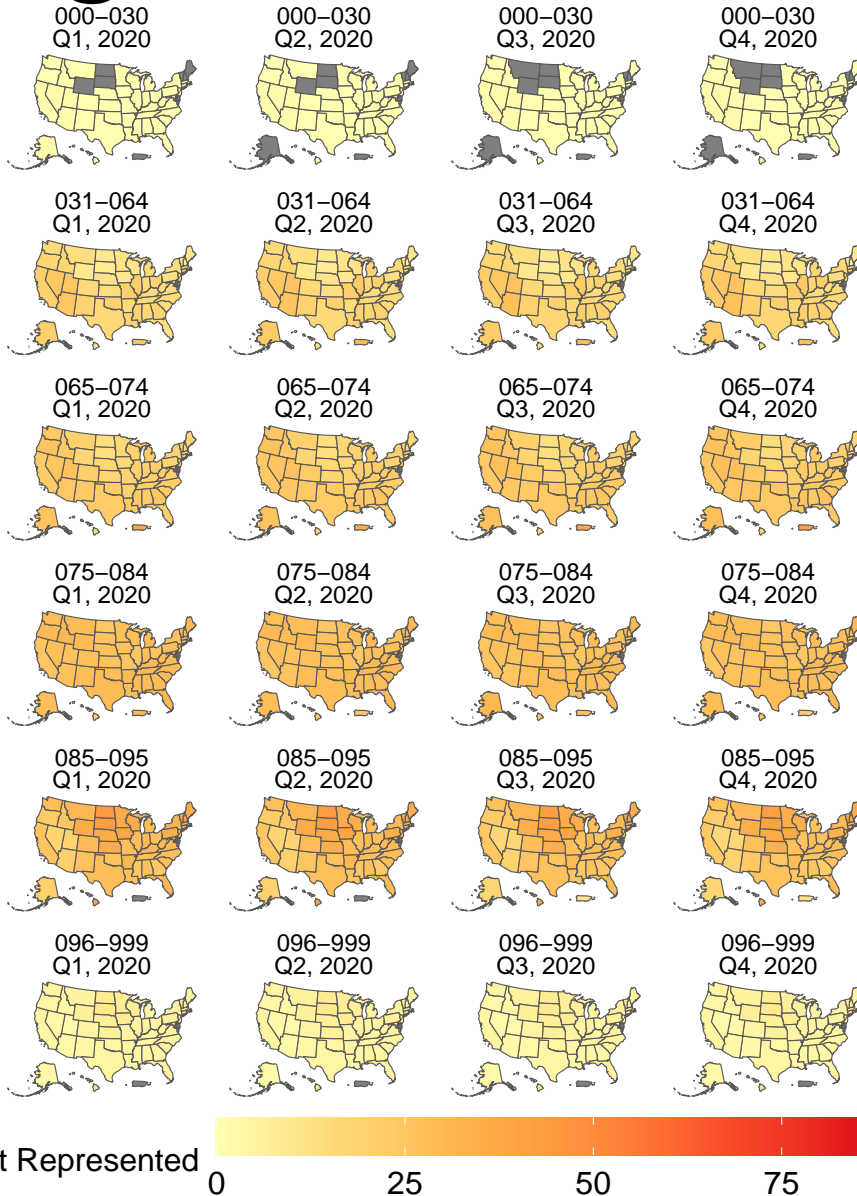 000–030 000–030 000–030 000–030
Q1, 2020 Q2, 2020 Q3, 2020 Q4, 2020
031–064 031–064 031–064 031–064
Q1, 2020 Q2, 2020 Q3, 2020 Q4, 2020
065–074 065–074 065–074 065–074
Q1, 2020 Q2, 2020 Q3, 2020 Q4, 2020
075–084 075–084 075–084 075–084
Q1, 2020 Q2, 2020 Q3, 2020 Q4, 2020
085–095 085–095 085–095 085–095
Q1, 2020 Q2, 2020 Q3, 2020 Q4, 2020
096–999 096–999 096–999 096–999
Q1, 2020 Q2, 2020 Q3, 2020 Q4, 2020
t Represented
0 25 50 75